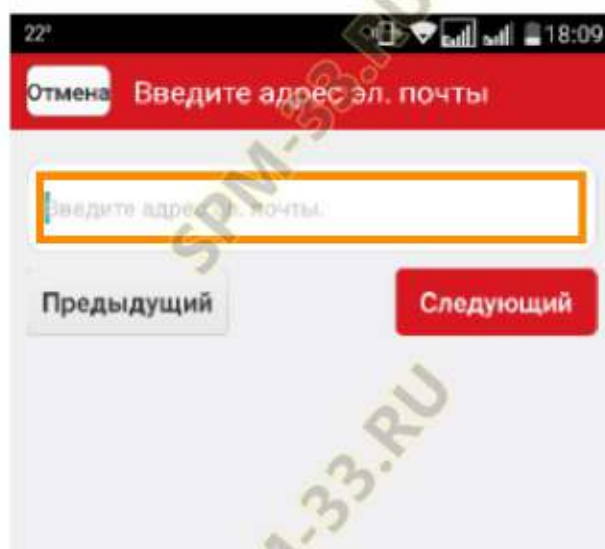 22° 18:09
Отмена Введите адрес эл. почты
Введите адрес эл. почты.
Предыдущий Следующий
SPM-33.RU
M-33.RU